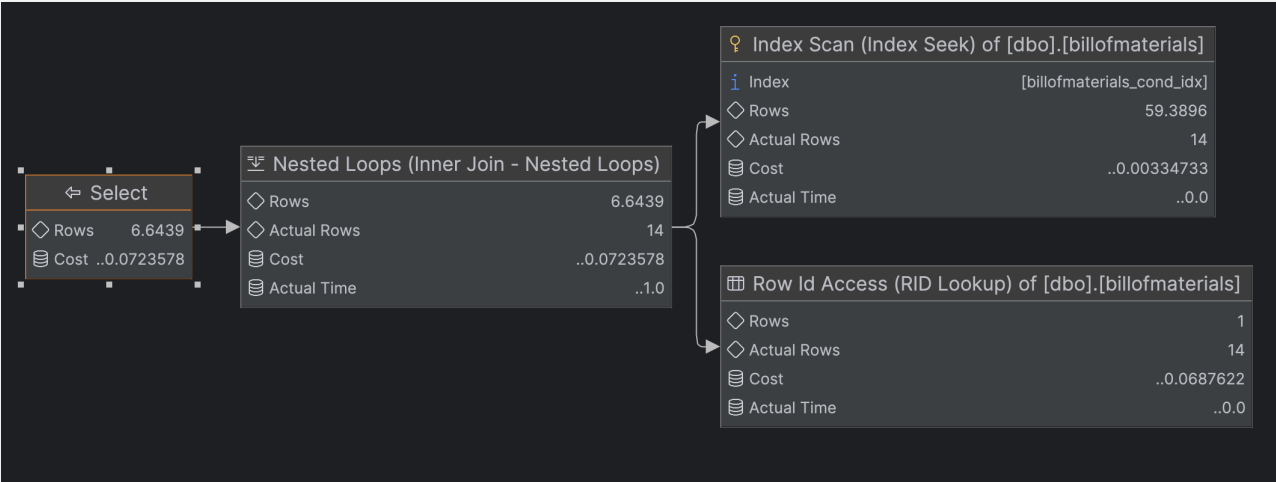 Select
Rows 6.6439
Cost ..0.0723578
Nested Loops (Inner Join - Nested Loops)
Rows 6.6439
Actual Rows 14
Cost ..0.0723578
Actual Time ..1.0
Index Scan (Index Seek) of [dbo].[billofmaterials]
i Index [billofmaterials_cond_idx]
Rows 59.3896
Actual Rows 14
Cost ..0.00334733
Actual Time ..0.0
Row Id Access (RID Lookup) of [dbo].[billofmaterials]
Rows 1
Actual Rows 14
Cost ..0.0687622
Actual Time ..0.0